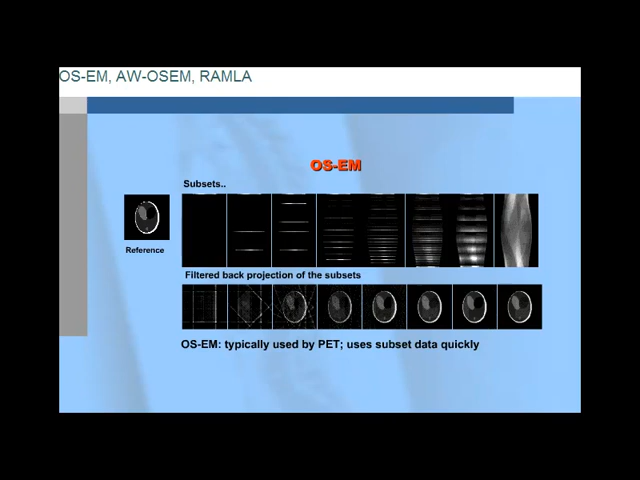 OS-EM, AW-OSEM, RAMLA
OS-EM
Subsets..
Reference
Filtered back projection of the subsets
OS-EM: typically used by PET; uses subset data quickly